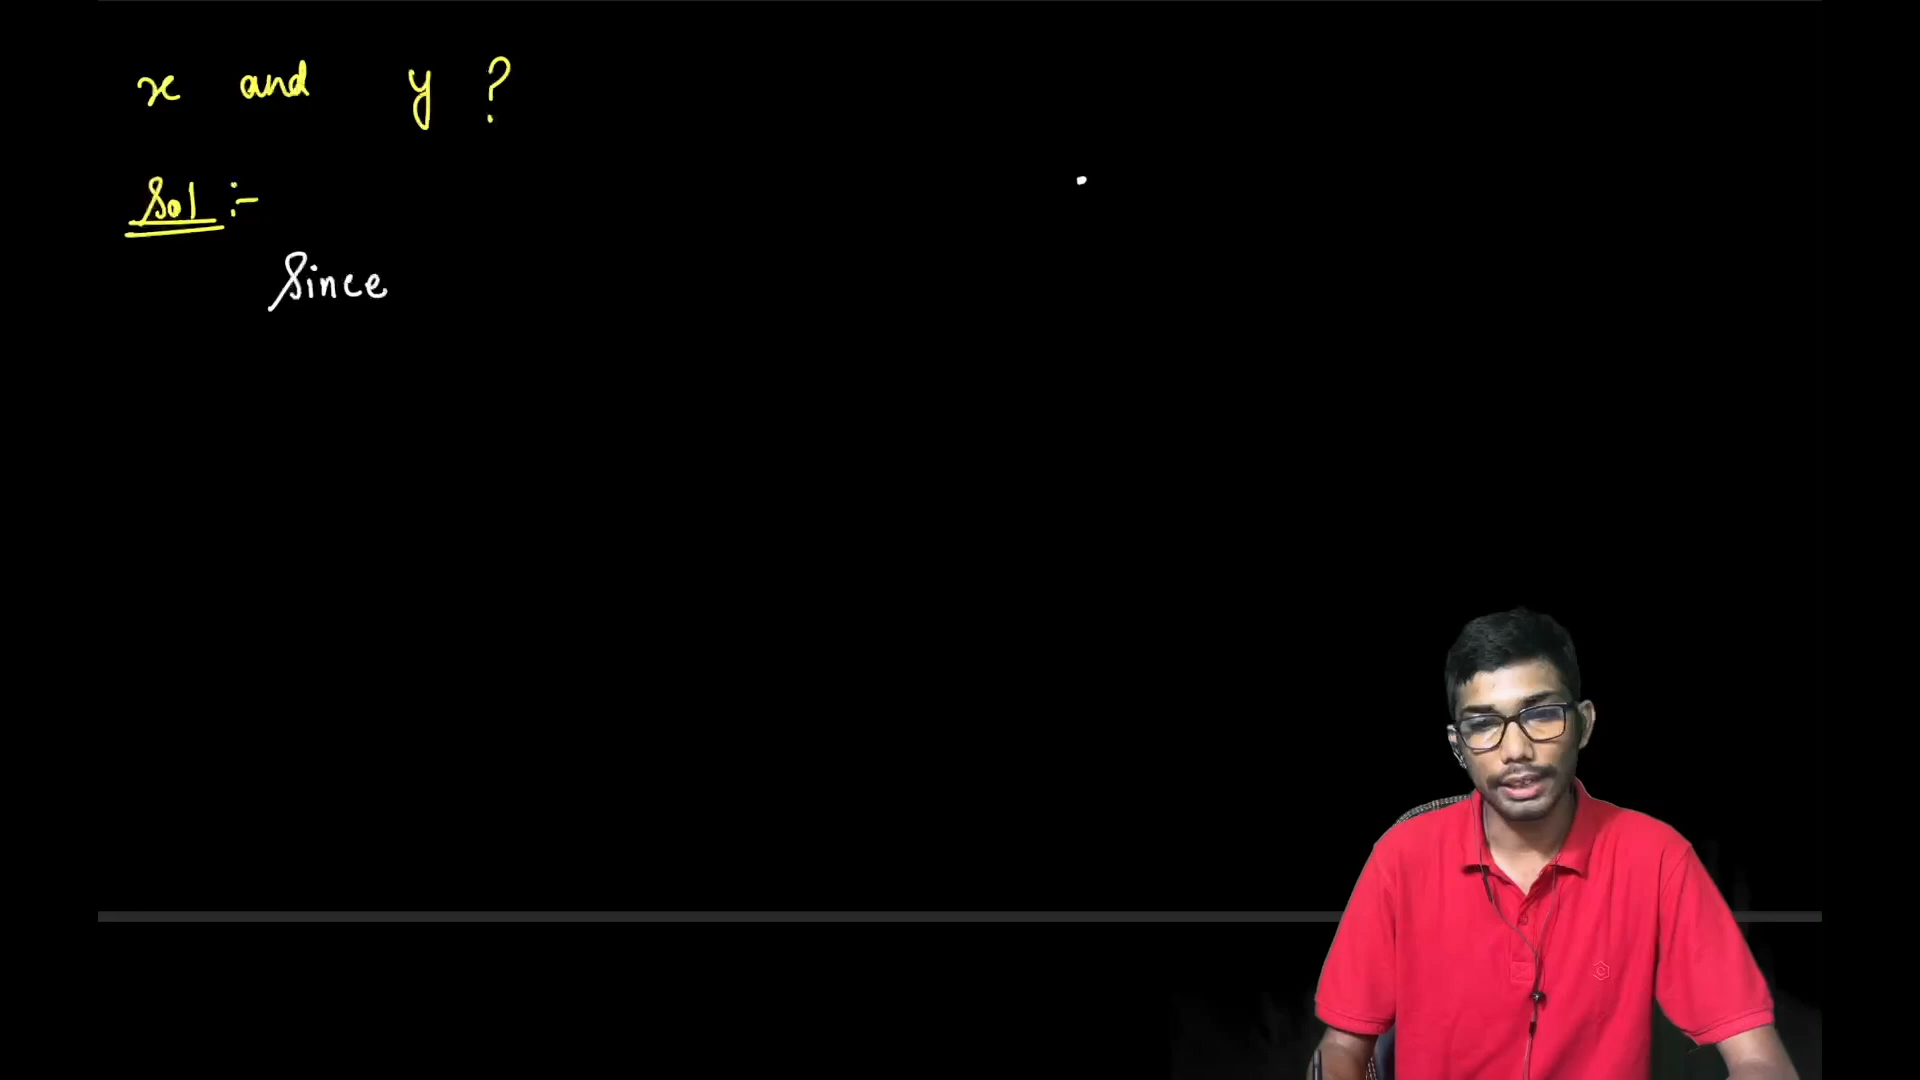 x and y ?
Sol :-
Since